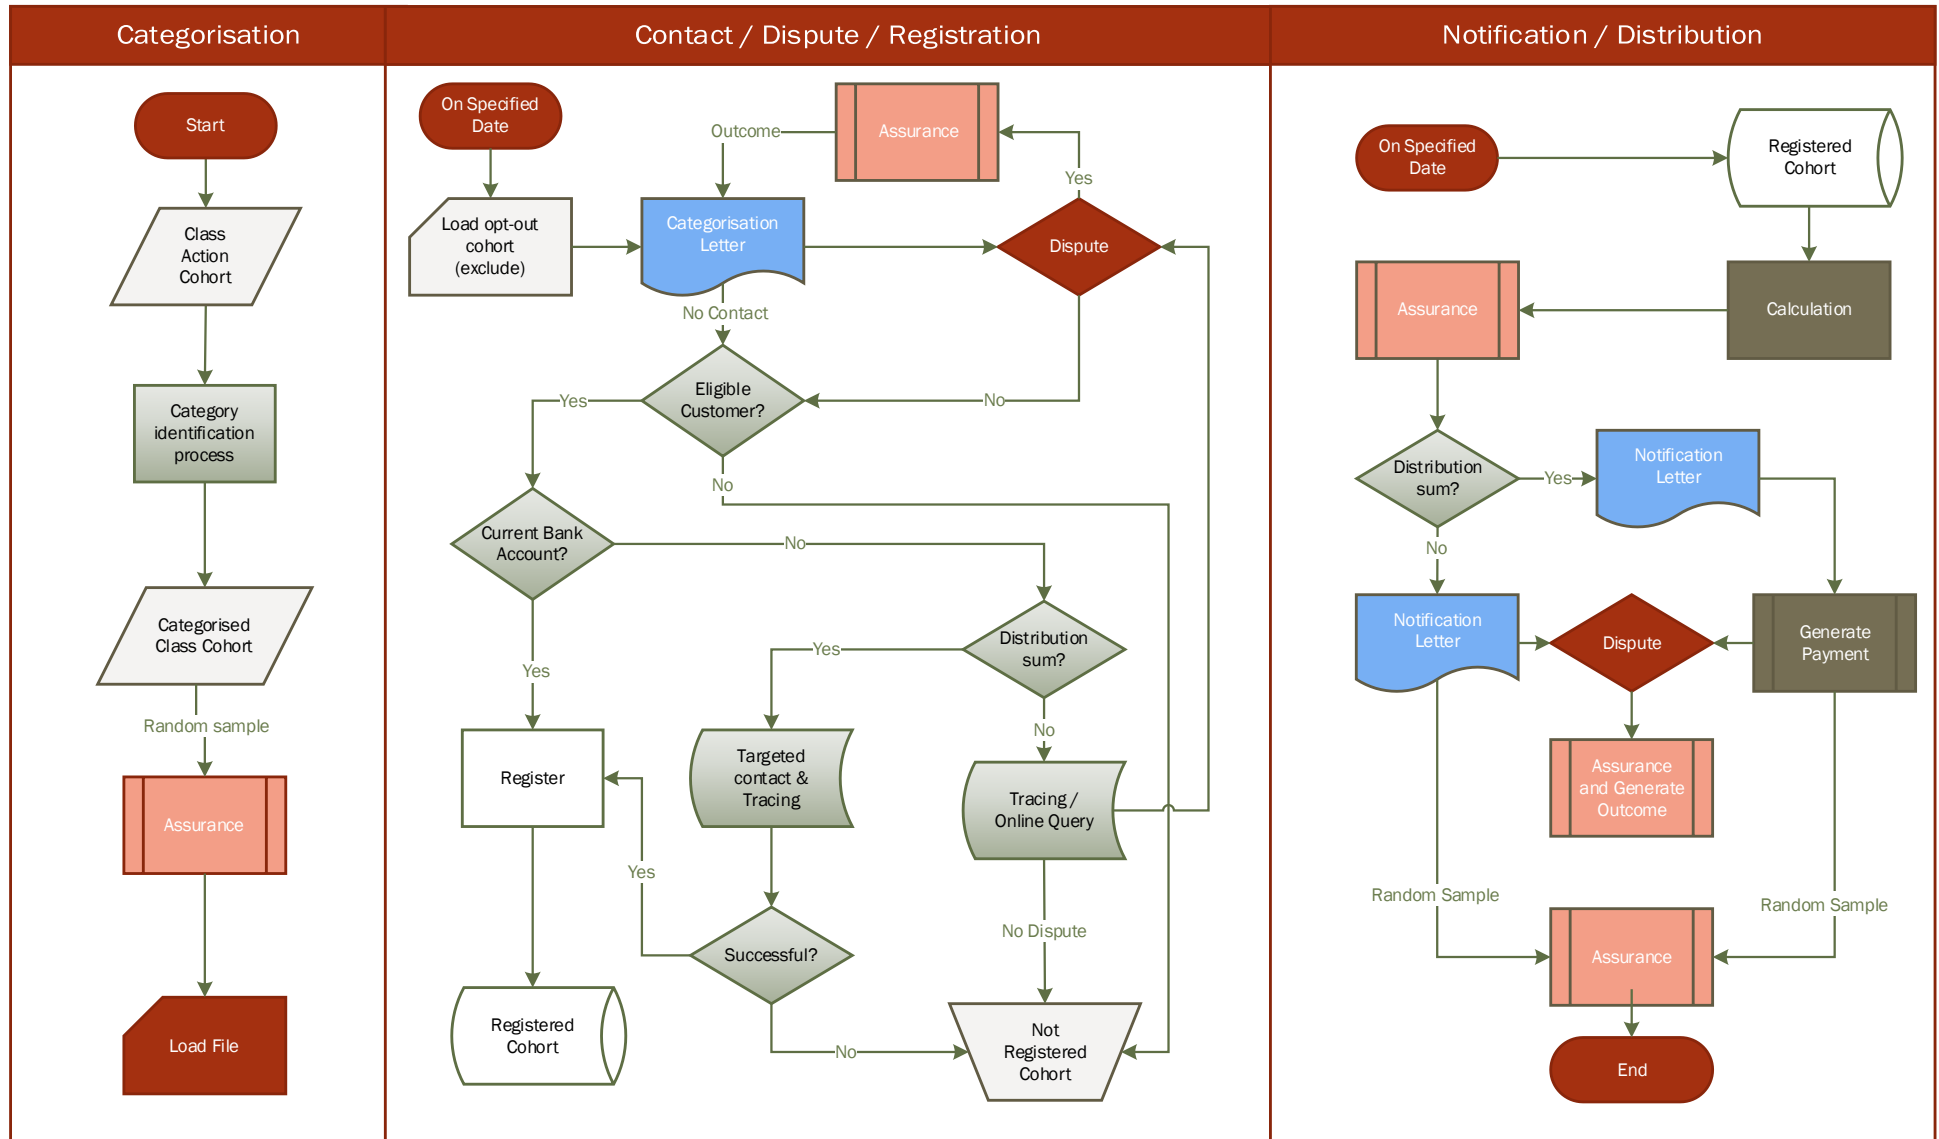 Categorisation
Contact / Dispute / Registration
Notification / Distribution
Start
Class
Action
Cohort
Category
identification
process
Categorised
Class Cohort
Random sample
Assurance
Load File
On Specified
Date
Load opt-out
cohort
(exclude)
Outcome
Assurance
Yes
Categorisation
Letter
Dispute
No Contact
Eligible
Customer?
Yes
No
No
Current Bank
Account?
No
Yes
Distribution
sum?
Yes
No
Register
Targeted
contact &
Tracing
Tracing /
Online Query
Yes
No Dispute
Successful?
Registered
Cohort
No
Not
Registered
Cohort
On Specified
Date
Registered
Cohort
Assurance
Calculation
Distribution
sum?
Yes
Notification
Letter
No
Notification
Letter
Dispute
Generate
Payment
Assurance
and Generate
Outcome
Random Sample
Random Sample
Assurance
End